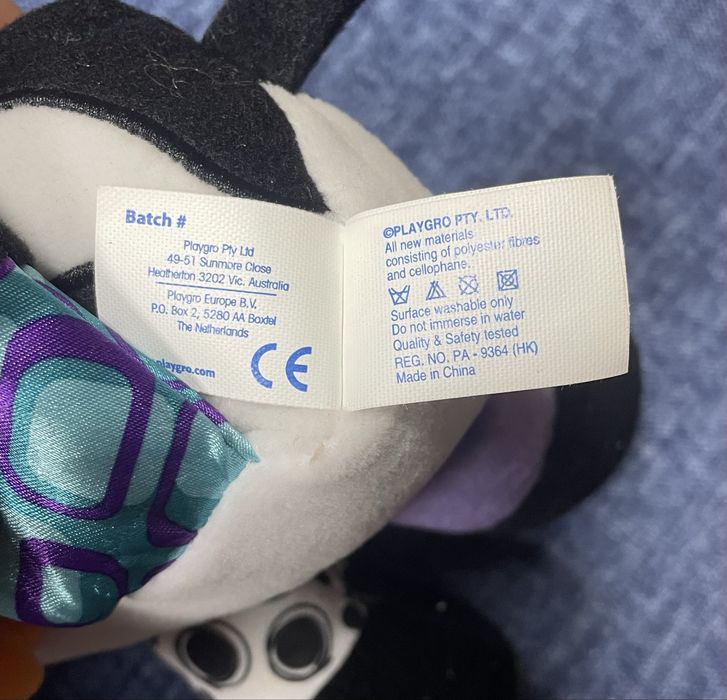 Batch #
Playgro Pty Ltd
49-51 Sunmore Close
Heatherton 3202 Vic. Australia
Playgro Europe B.V.
P.O. Box 2, 5280 AA Boxtel
The Netherlands
playgro.com
CE
©PLAYGRO PTY. LTD.
All new materials
consisting of polyester fibres
and cellophane.
Surface washable only
Do not immerse in water
Quality & Safety tested
REG. NO. PA - 9364 (HK)
Made in China